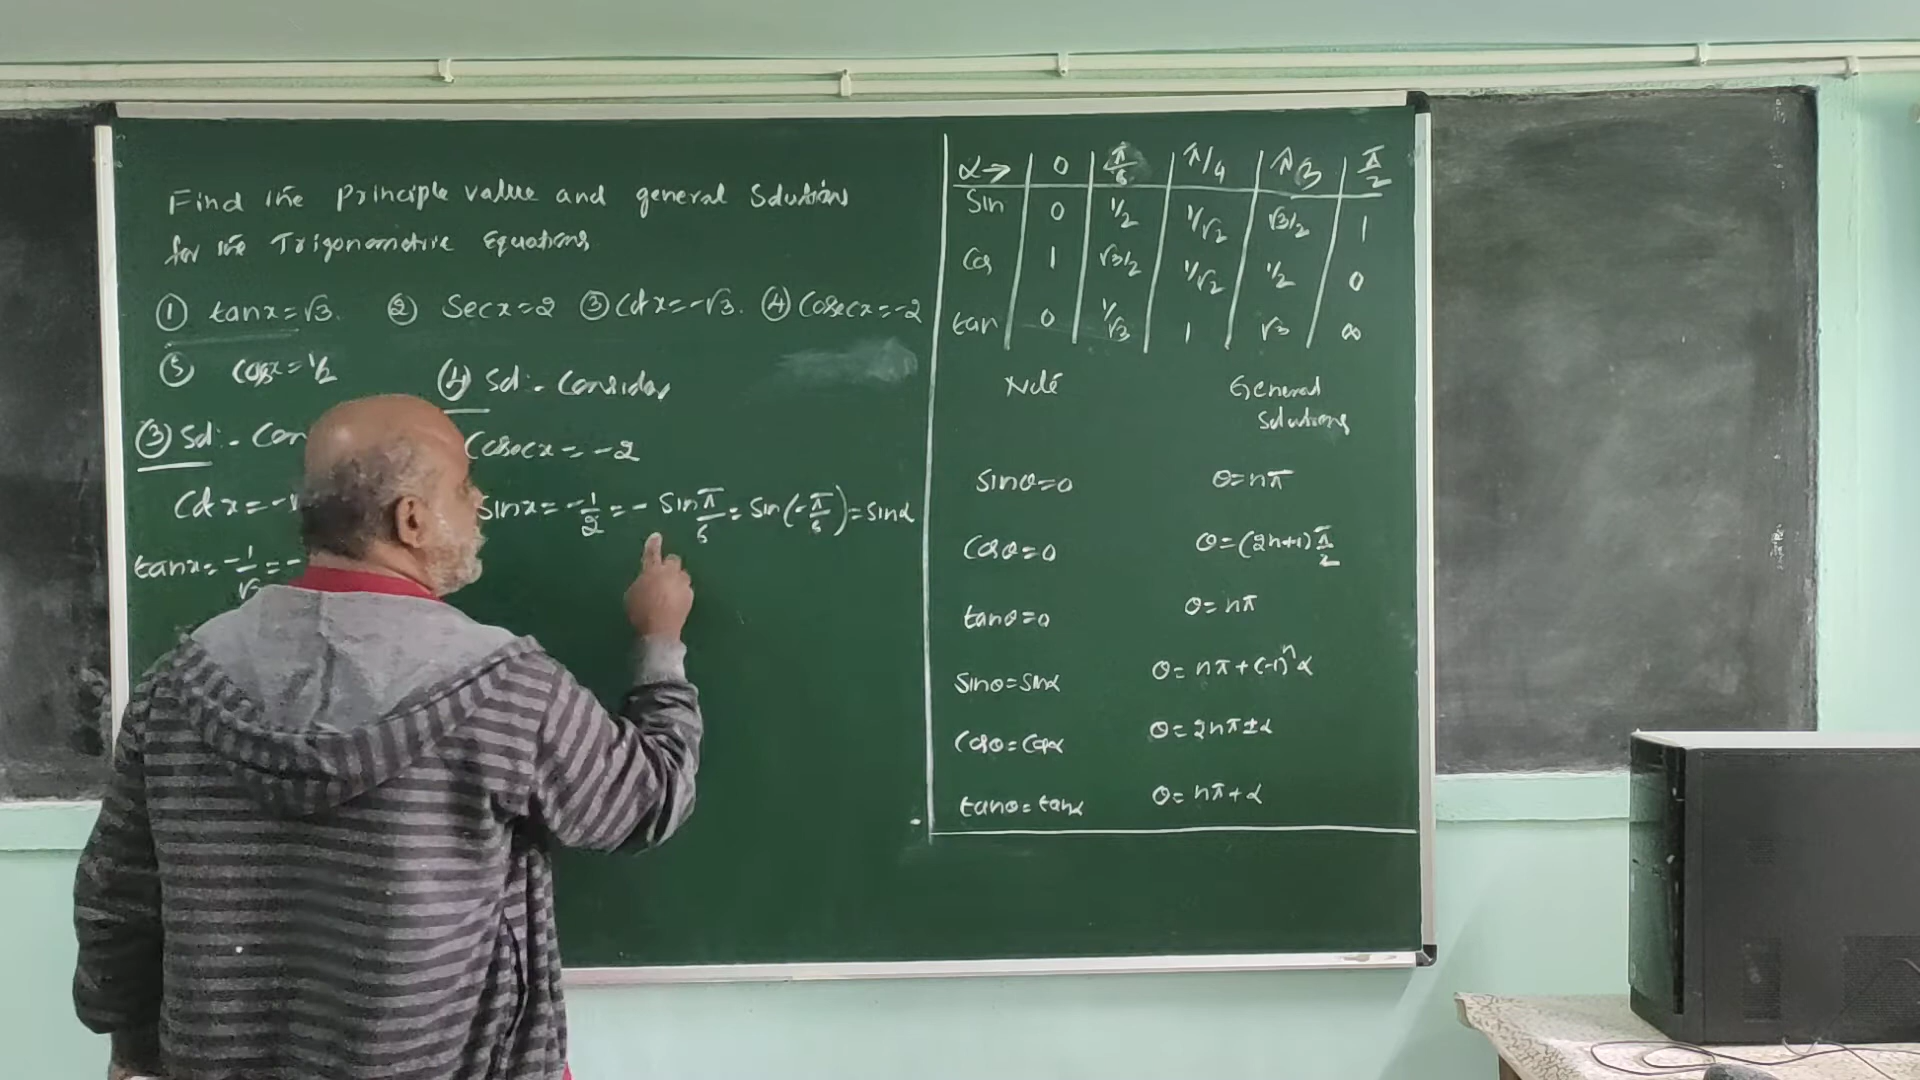 Find the Principle value and general Solutions
for the Trigonometric Equations
① tanx=√3. ② Secx=2 ③ Cotx=-√3. ④ Cosecx=-2
⑤ Cosx=1/2
④ Sol:- Consider
③ Sol:- Con
Cosecx=-2
Cotx=-
Sinx=-1/2=-Sinπ/6=Sin(-π/6)=Sinα
tanx=-1/√3=-
α→ 0 π/6 π/4 π/3 π/2
Sin 0 1/2 1/√2 √3/2 1
Cos 1 √3/2 1/√2 1/2 0
tan 0 1/√3 1 √3 ∞
Note General
Solutions
Sinθ=0 θ=nπ
Cosθ=0 θ=(2n+1)π/2
tanθ=0 θ=nπ
Sinθ=Sinα θ=nπ+(-1)ⁿα
Cosθ=Cosα θ=2nπ±α
tanθ=tanα θ=nπ+α